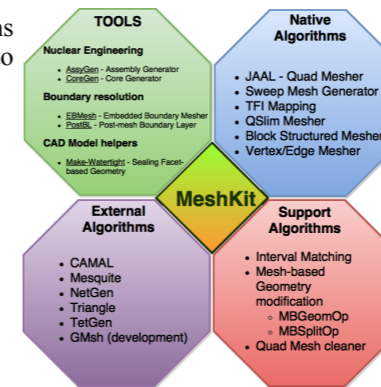 ns
to
TOOLS
Nuclear Engineering
• AssyGen - Assembly Generator
• CoreGen - Core Generator
Boundary resolution
• EBMesh - Embedded Boundary Mesher
• PostBL - Post-mesh Boundary Layer
CAD Model helpers
• Make-Watertight - Sealing Facet-
based Geometry
Native
Algorithms
• JAAL - Quad Mesher
• Sweep Mesh Generator
• TFI Mapping
• QSlim Mesher
• Block Structured Mesher
• Vertex/Edge Mesher
MeshKit
External
Algorithms
• CAMAL
• Mesquite
• NetGen
• Triangle
• TetGen
• GMsh (development)
Support
Algorithms
• Interval Matching
• Mesh-based
Geometry
modification
○ MBGeomOp
○ MBSplitOp
• Quad Mesh cleaner